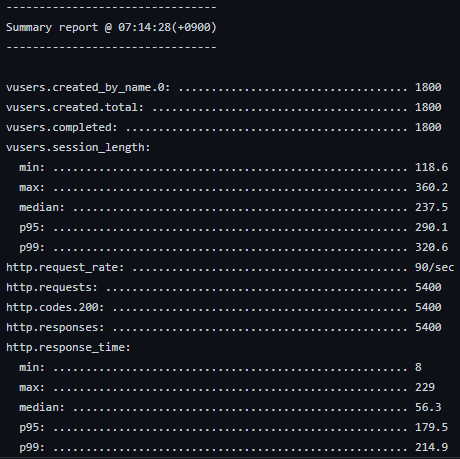 --------------------------------
Summary report @ 07:14:28(+0900)
--------------------------------
vusers.created_by_name.0: ................................... 1800
vusers.created.total: ....................................... 1800
vusers.completed: ........................................... 1800
vusers.session_length:
  min: ...................................................... 118.6
  max: ...................................................... 360.2
  median: ................................................... 237.5
  p95: ...................................................... 290.1
  p99: ...................................................... 320.6
http.request_rate: .......................................... 90/sec
http.requests: .............................................. 5400
http.codes.200: ............................................. 5400
http.responses: ............................................. 5400
http.response_time:
  min: ...................................................... 8
  max: ...................................................... 229
  median: ................................................... 56.3
  p95: ...................................................... 179.5
  p99: ...................................................... 214.9